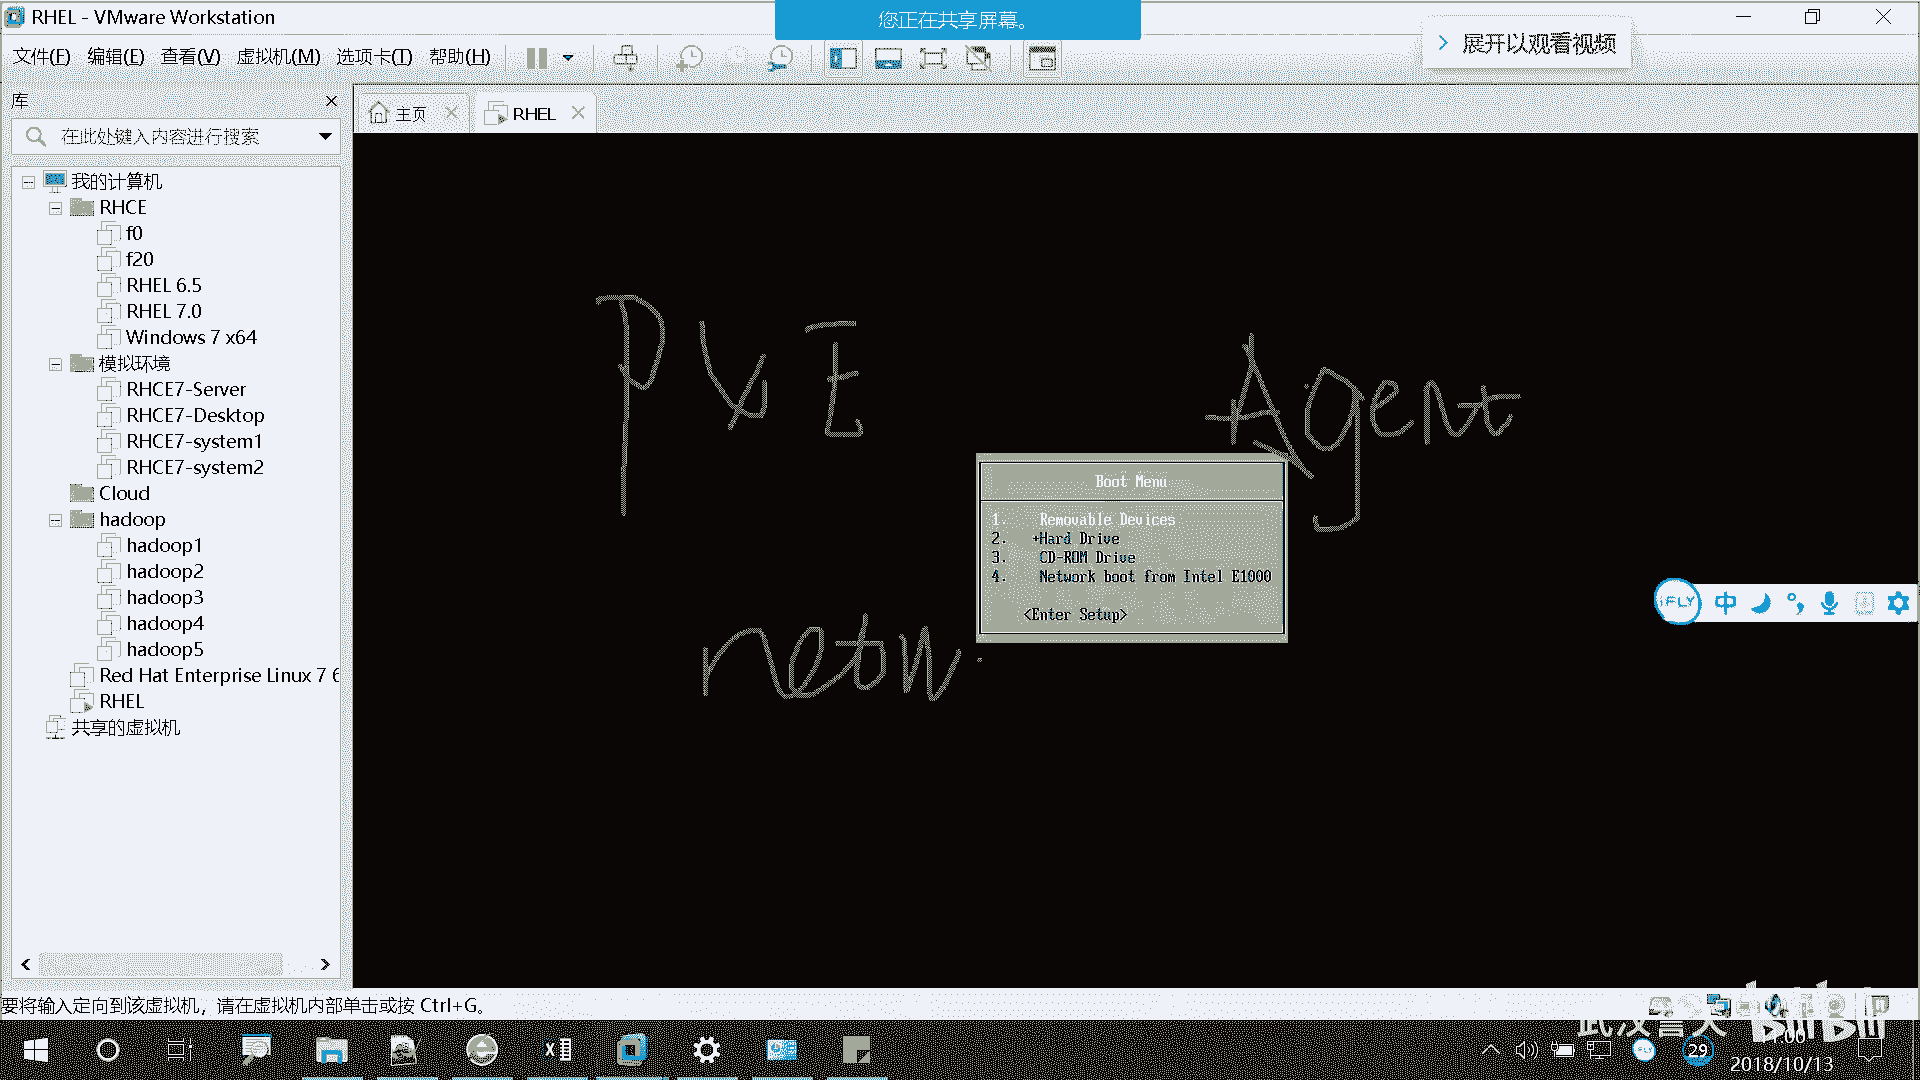 RHEL - VMware Workstation
您正在共享屏幕。
展开以观看视频
文件(F) 编辑(E) 查看(V) 虚拟机(M) 选项卡(T) 帮助(H)
库
主页
RHEL
在此处键入内容进行搜索
我的计算机
RHCE
f0
f20
RHEL 6.5
RHEL 7.0
Windows 7 x64
模拟环境
RHCE7-Server
RHCE7-Desktop
RHCE7-system1
RHCE7-system2
Cloud
hadoop
hadoop1
hadoop2
hadoop3
hadoop4
hadoop5
Red Hat Enterprise Linux 7 6
RHEL
共享的虚拟机
PXE Agent
Boot Menu
1. Removable Devices
2. +Hard Drive
3. CD-ROM Drive
4. Network boot from Intel E1000
<Enter Setup>
netw
iFLY 中
要将输入定向到该虚拟机，请在虚拟机内部单击或按 Ctrl+G。
bilibili
29
2018/10/13